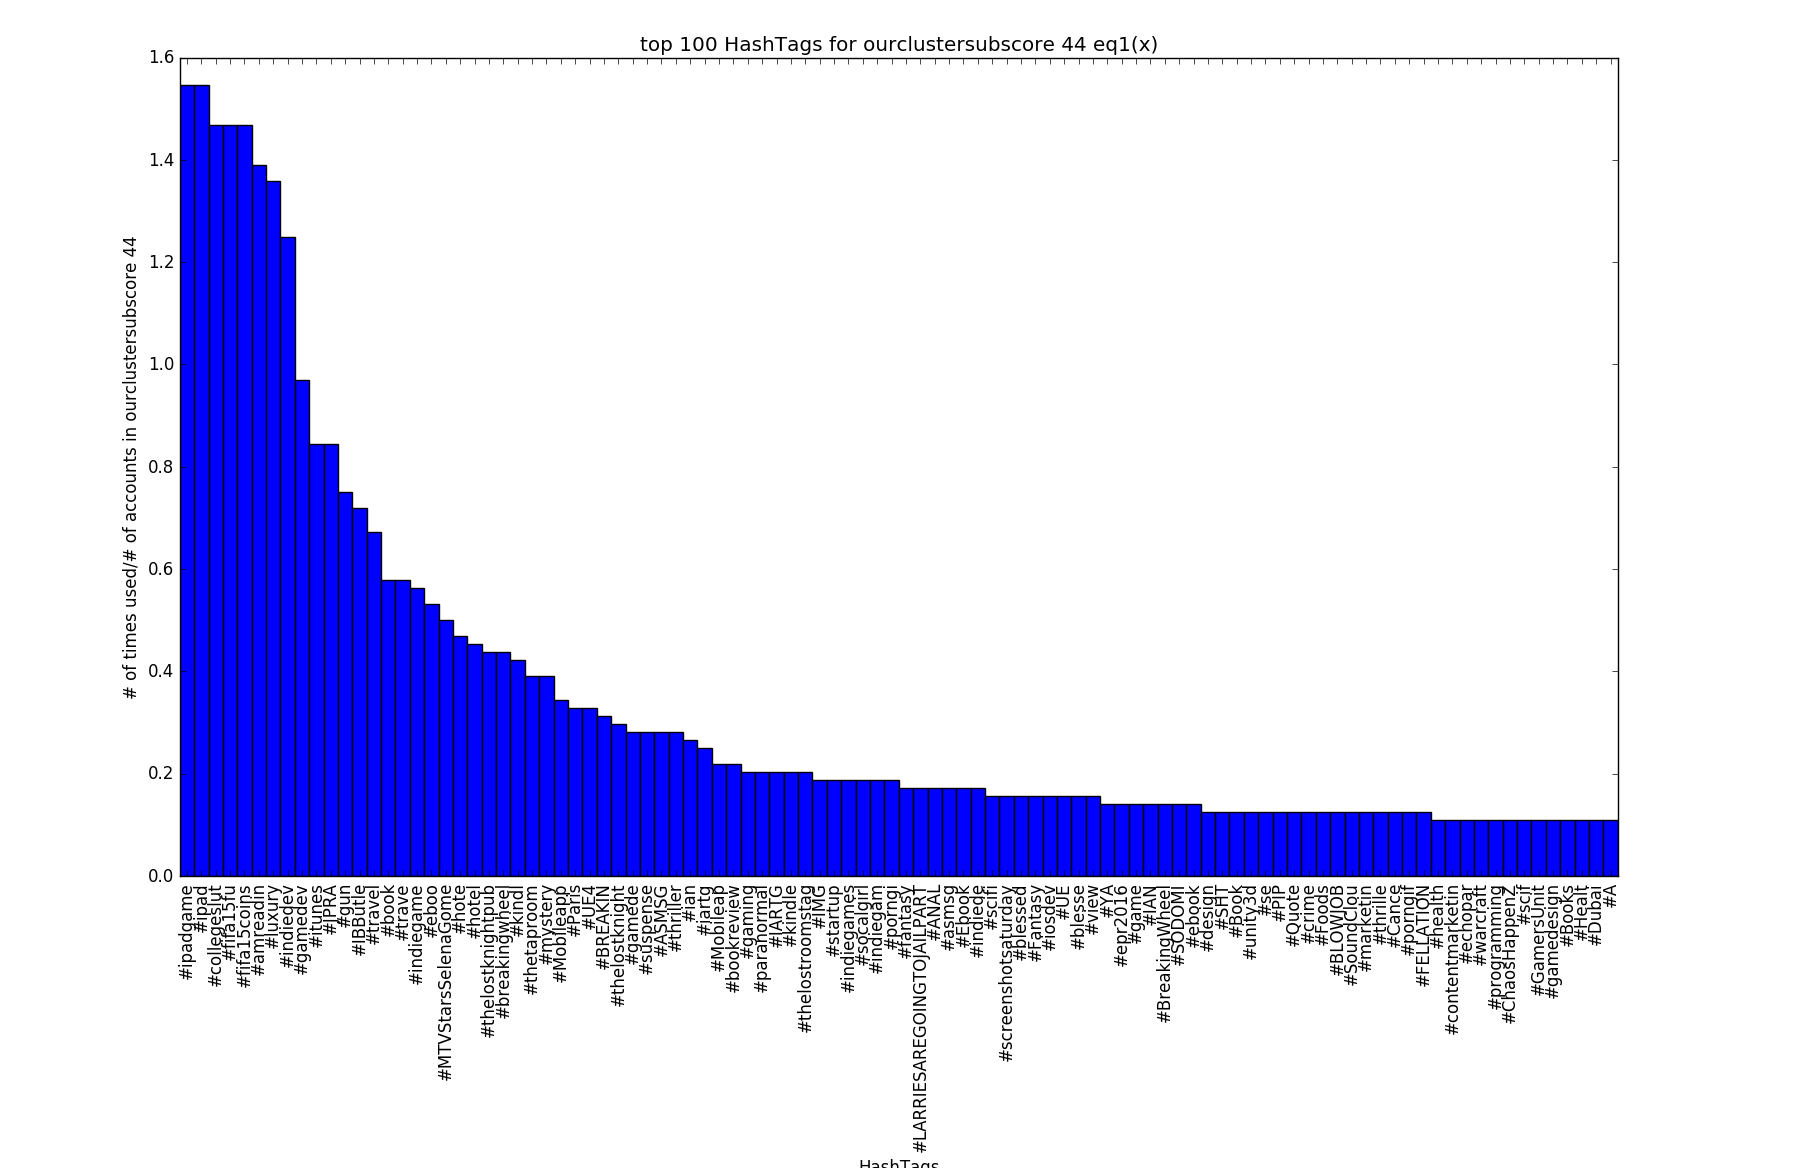 top 100 HashTags for ourclustersubscore 44 eq1(x)
# of times used/# of accounts in ourclustersubscore 44
1.6
1.4
1.2
1.0
0.8
0.6
0.4
0.2
0.0
#ipadgame
#ipad
#collegeslut
#fifa15fu
#fifa15coins
#amreadin
#luxury
#indiedev
#gamedev
#itunes
#JPRA
#gun
#IBButle
#travel
#book
#trave
#indiegame
#eboo
#MTVStarsSelenaGome
#hote
#hotel
#thelostknightpub
#breakingwheel
#kindl
#thetaproom
#mystery
#Mobileapp
#Paris
#UE4
#BREAKIN
#thelostknight
#gamede
#suspense
#ASMSG
#thriller
#ian
#iartg
#Mobileap
#bookreview
#gaming
#paranormal
#IARTG
#kindle
#thelostroomstag
#IMG
#startup
#indiegames
#socalgirl
#indiegam
#porngi
#fantasy
#LARRIESAREGOINGTOJAILPART
#ANAL
#asmsg
#Ebook
#indiede
#scifi
#screenshotsaturday
#blessed
#Fantasy
#iosdev
#UE
#blesse
#view
#YA
#epr2016
#game
#IAN
#BreakingWheel
#SODOMI
#ebook
#design
#SHT
#Book
#unity3d
#se
#PIP
#Quote
#crime
#Foods
#BLOWJOB
#SoundClou
#marketin
#thrille
#Cance
#porngif
#FELLATION
#health
#contentmarketin
#echopar
#warcraft
#programming
#ChaosHappenZ
#scif
#GamersUnit
#gamedesign
#Books
#Healt
#Dubai
#A
HashTags